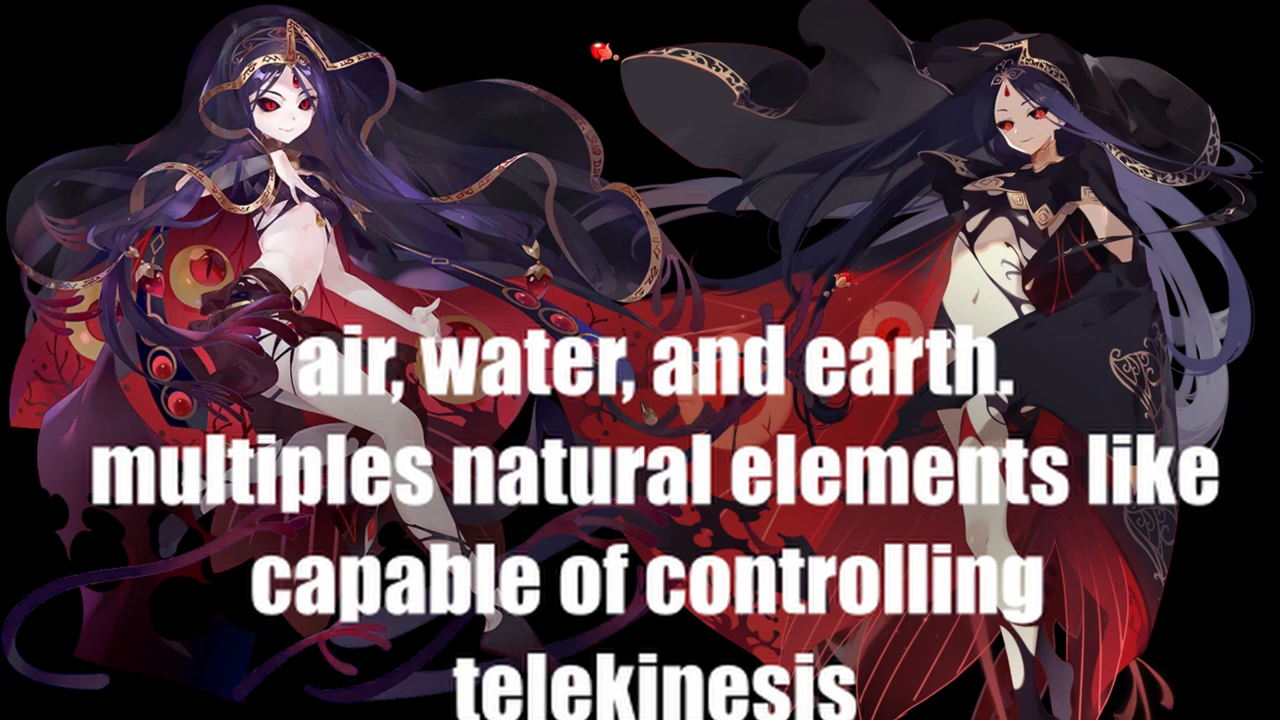 air, water, and earth.
multiples natural elements like
capable of controlling
telekinesis